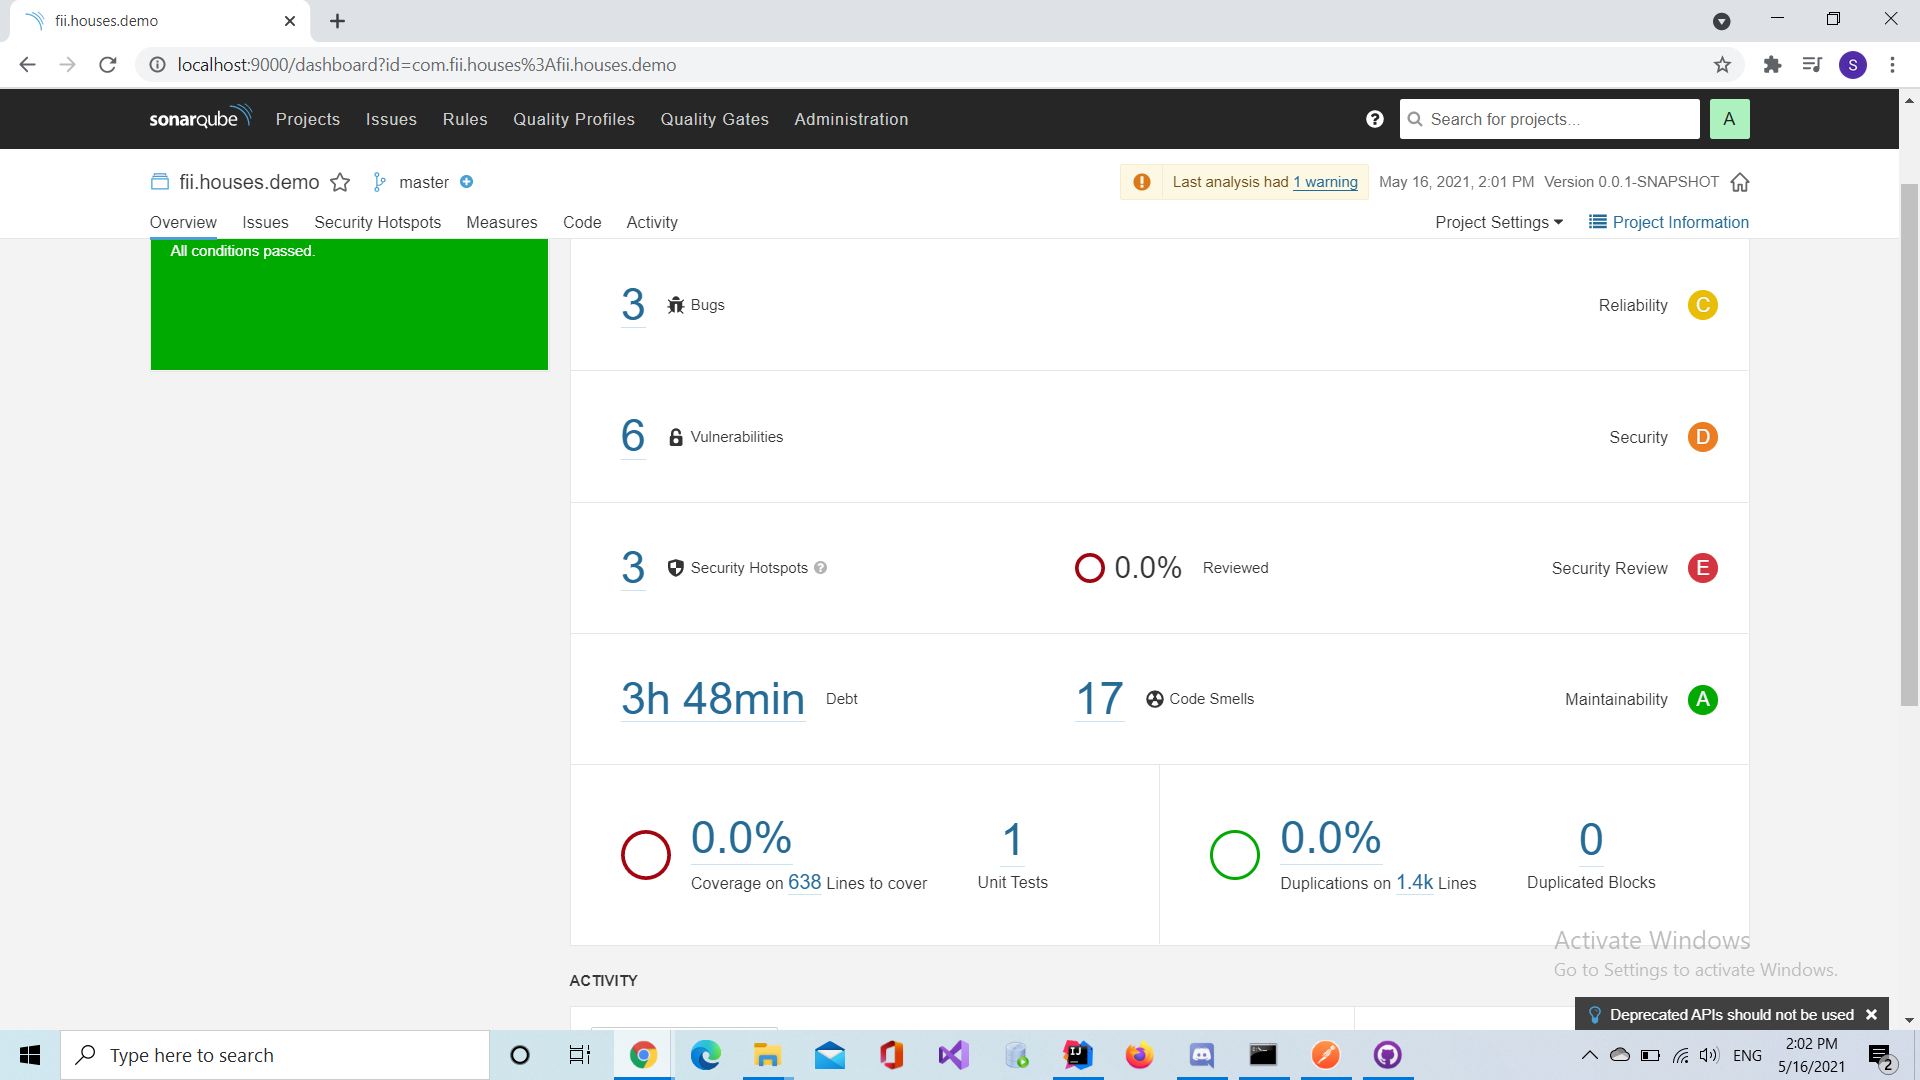 fii.houses.demo
localhost:9000/dashboard?id=com.fii.houses%3Afii.houses.demo
S
sonarqube Projects Issues Rules Quality Profiles Quality Gates Administration
? Search for projects... A
fii.houses.demo master
Last analysis had 1 warning May 16, 2021, 2:01 PM Version 0.0.1-SNAPSHOT
Overview Issues Security Hotspots Measures Code Activity
Project Settings Project Information
All conditions passed.
3 Bugs Reliability C
6 Vulnerabilities Security D
3 Security Hotspots ? 0.0% Reviewed Security Review E
3h 48min Debt 17 Code Smells Maintainability A
0.0% 1 0.0% 0
Coverage on 638 Lines to cover Unit Tests Duplications on 1.4k Lines Duplicated Blocks
Activate Windows
Go to Settings to activate Windows.
ACTIVITY
Deprecated APIs should not be used
Type here to search
IJ
ENG
2:02 PM
5/16/2021
2